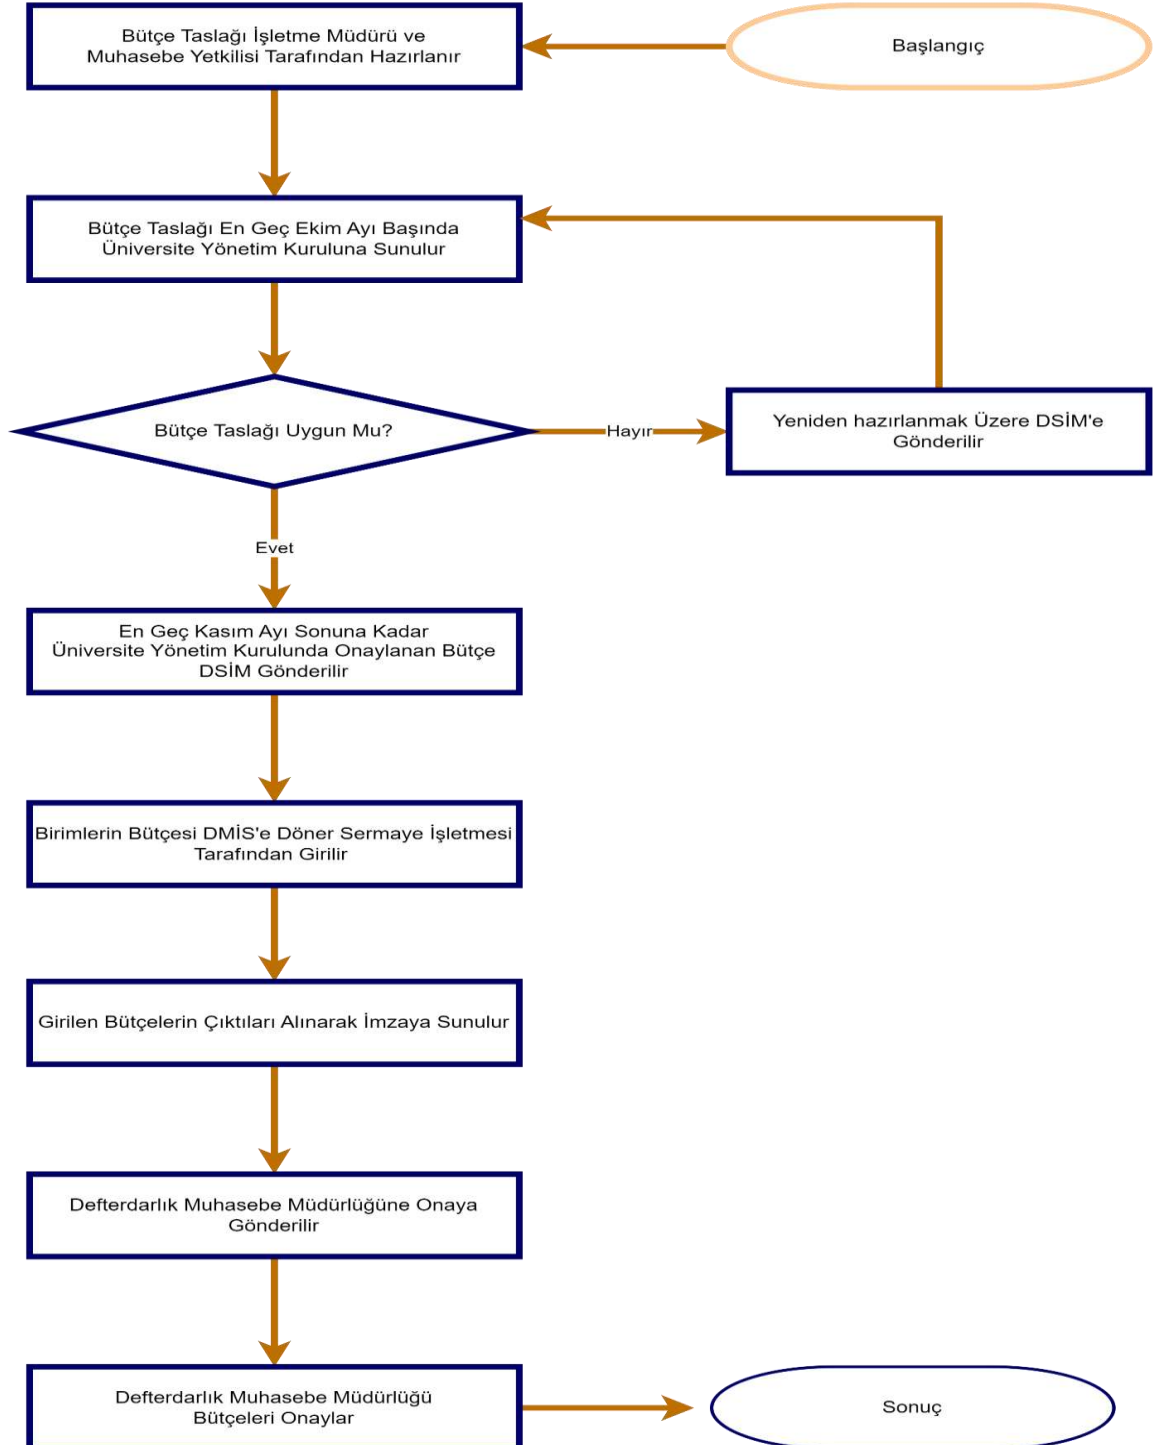 Başlangıç
Bütçe Taslağı İşletme Müdürü ve
Muhasebe Yetkilisi Tarafından Hazırlanır
Bütçe Taslağı En Geç Ekim Ayı Başında
Üniversite Yönetim Kuruluna Sunulur
Bütçe Taslağı Uygun Mu?
Hayır
Yeniden hazırlanmak Üzere DSİM'e
Gönderilir
Evet
En Geç Kasım Ayı Sonuna Kadar
Üniversite Yönetim Kurulunda Onaylanan Bütçe
DSİM Gönderilir
Birimlerin Bütçesi DMİS'e Döner Sermaye İşletmesi
Tarafından Girilir
Girilen Bütçelerin Çıktıları Alınarak İmzaya Sunulur
Defterdarlık Muhasebe Müdürlüğüne Onaya
Gönderilir
Defterdarlık Muhasebe Müdürlüğü
Bütçeleri Onaylar
Sonuç